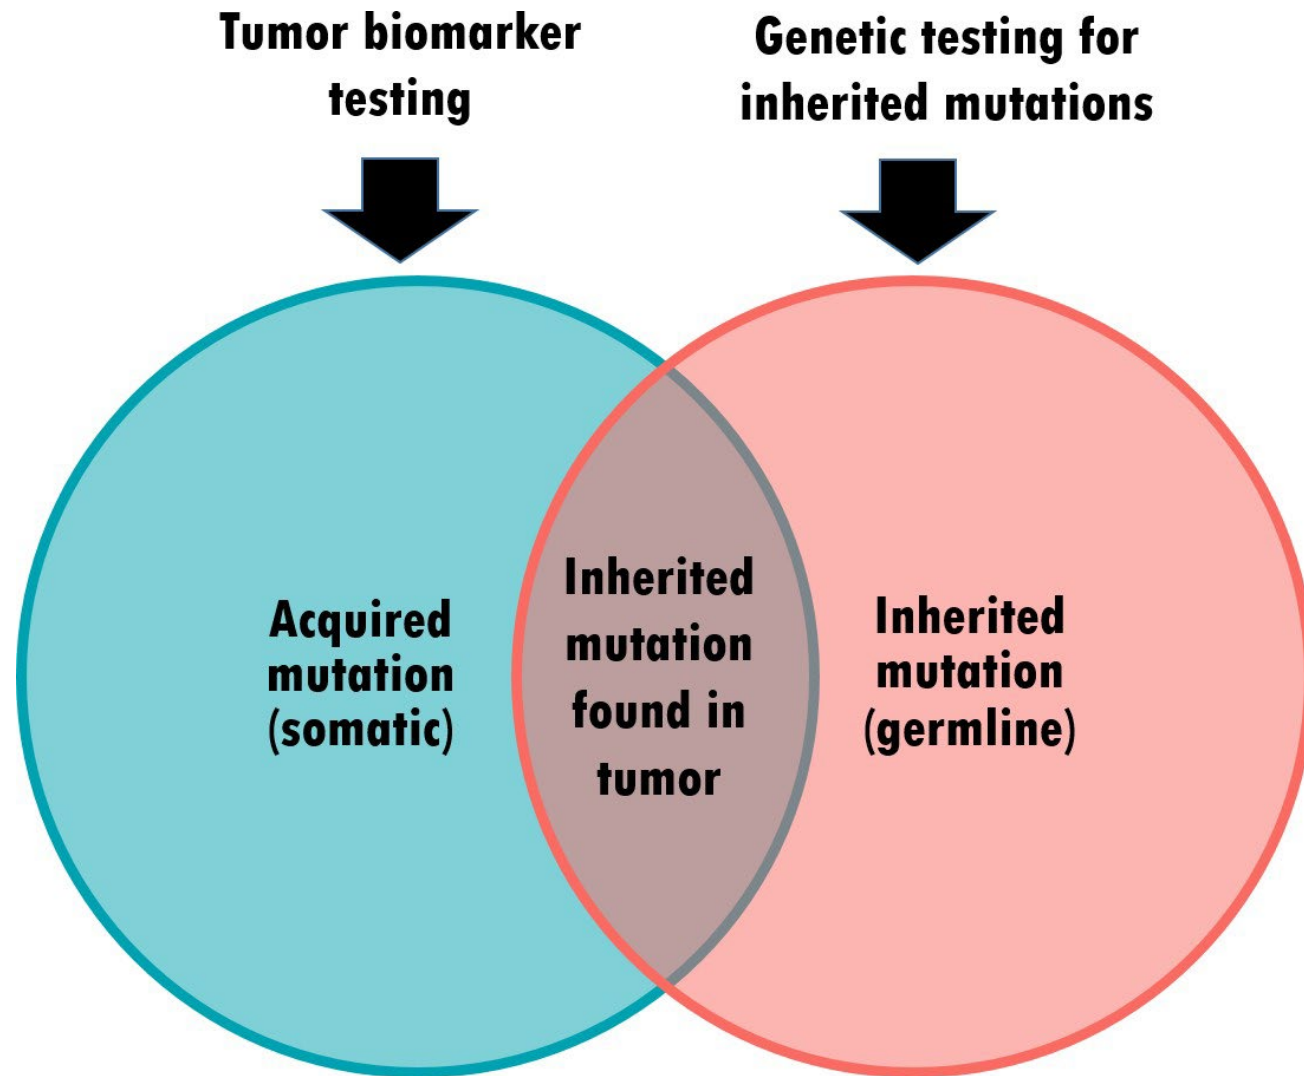 Tumor biomarker
testing
Genetic testing for
inherited mutations
Acquired
mutation
(somatic)
Inherited
mutation
found in
tumor
Inherited
mutation
(germline)